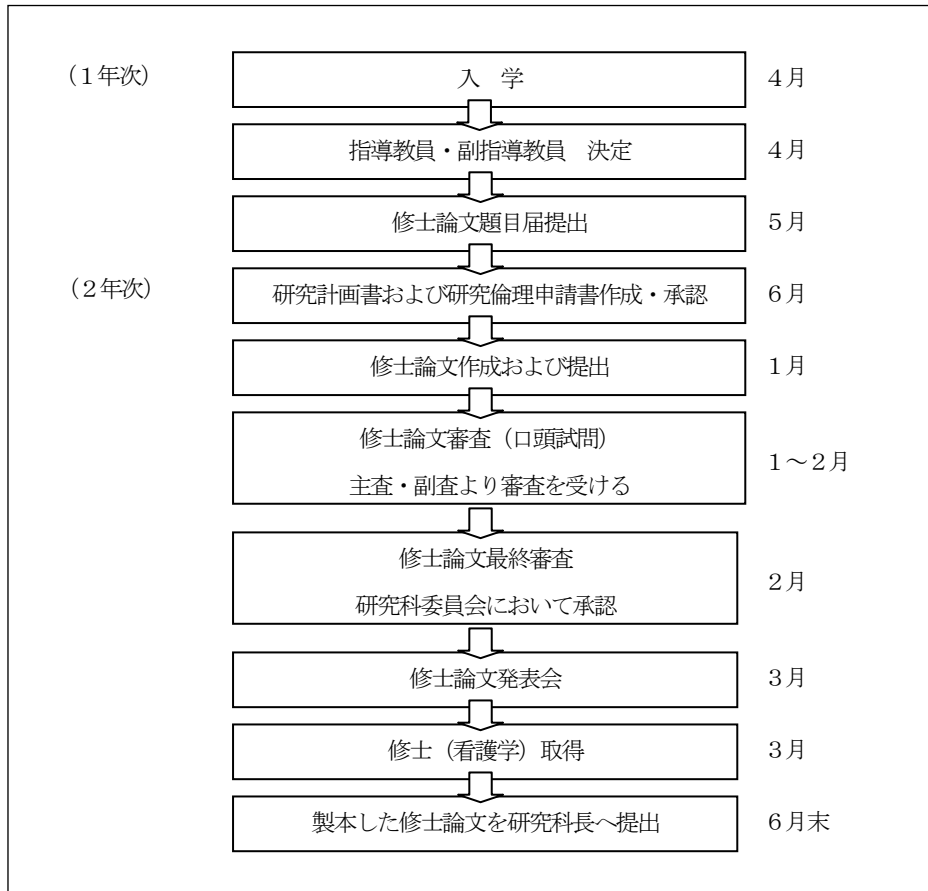 （１年次） 入　学 ４月
指導教員・副指導教員　決定 ４月
修士論文題目届提出 ５月
（２年次） 研究計画書および研究倫理申請書作成・承認 ６月
修士論文作成および提出 １月
修士論文審査（口頭試問）
主査・副査より審査を受ける
１～２月
修士論文最終審査
研究科委員会において承認
２月
修士論文発表会 ３月
修士（看護学）取得 ３月
製本した修士論文を研究科長へ提出 ６月末